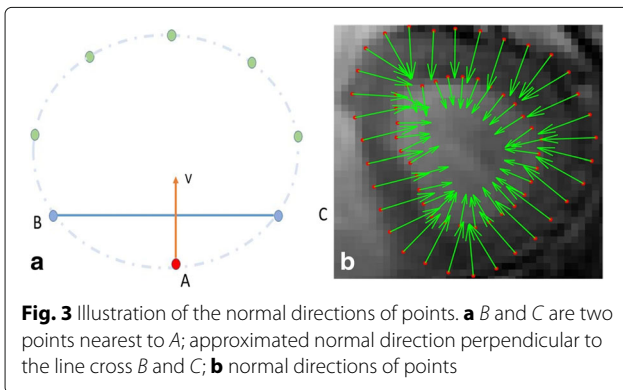 V
B
C
a
A
b
Fig. 3 Illustration of the normal directions of points. a B and C are two
points nearest to A; approximated normal direction perpendicular to
the line cross B and C; b normal directions of points